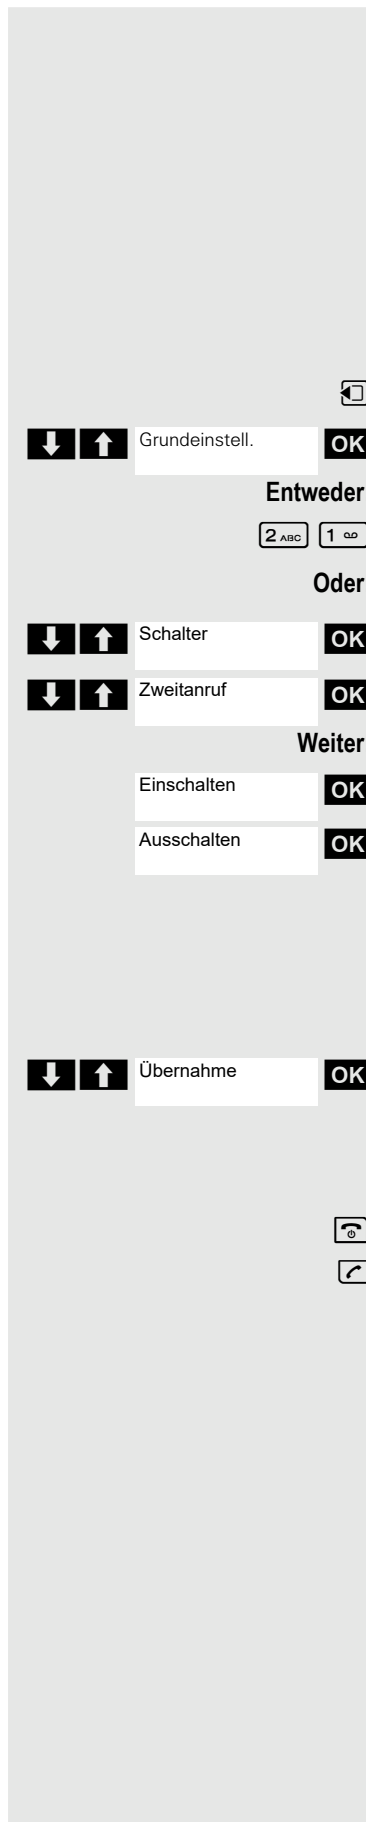 Grundeinstell. OK
Entweder
2 ABC 1
Oder
Schalter OK
Zweitanruf OK
Weiter
Einschalten OK
Ausschalten OK
Übernahme OK